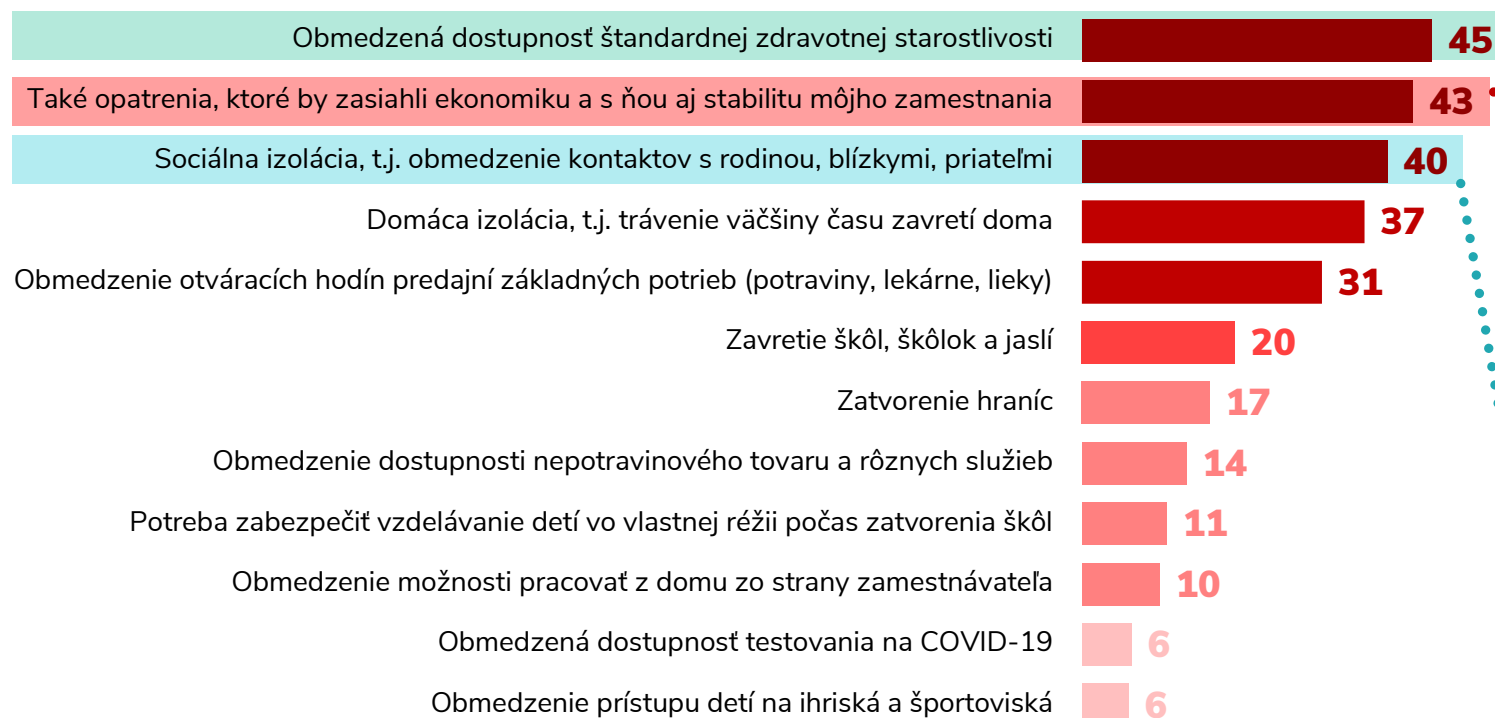 Obmedzená dostupnosť štandardnej zdravotnej starostlivosti 45
Také opatrenia, ktoré by zasiahli ekonomiku a s ňou aj stabilitu môjho zamestnania 43
Sociálna izolácia, t.j. obmedzenie kontaktov s rodinou, blízkymi, priateľmi 40
Domáca izolácia, t.j. trávenie väčšiny času zavretí doma 37
Obmedzenie otváracích hodín predajní základných potrieb (potraviny, lekárne, lieky) 31
Zavretie škôl, škôlok a jaslí 20
Zatvorenie hraníc 17
Obmedzenie dostupnosti nepotravinového tovaru a rôznych služieb 14
Potreba zabezpečiť vzdelávanie detí vo vlastnej réžii počas zatvorenia škôl 11
Obmedzenie možnosti pracovať z domu zo strany zamestnávateľa 10
Obmedzená dostupnosť testovania na COVID-19 6
Obmedzenie prístupu detí na ihriská a športoviská 6